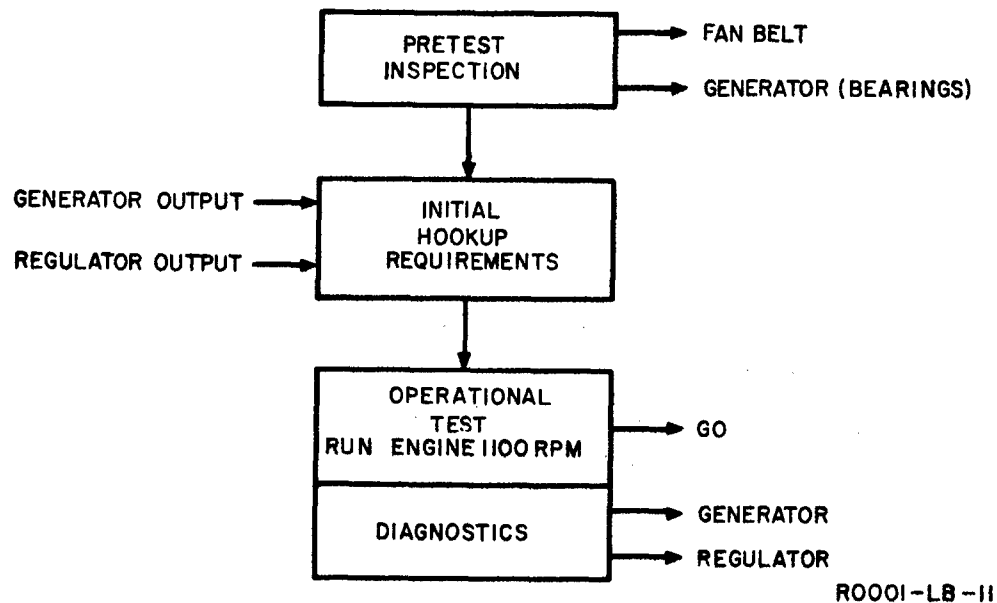 PRETEST
INSPECTION
FAN BELT
GENERATOR (BEARINGS)
GENERATOR OUTPUT
REGULATOR OUTPUT
INITIAL
HOOKUP
REQUIREMENTS
OPERATIONAL
TEST
RUN ENGINE 1100 RPM
GO
DIAGNOSTICS
GENERATOR
REGULATOR
R0001-LB-11